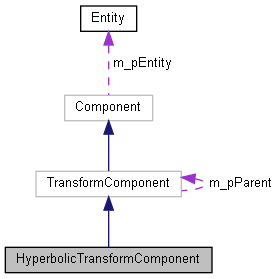 Entity
m_pEntity
Component
TransformComponent
m_pParent
HyperbolicTransformComponent